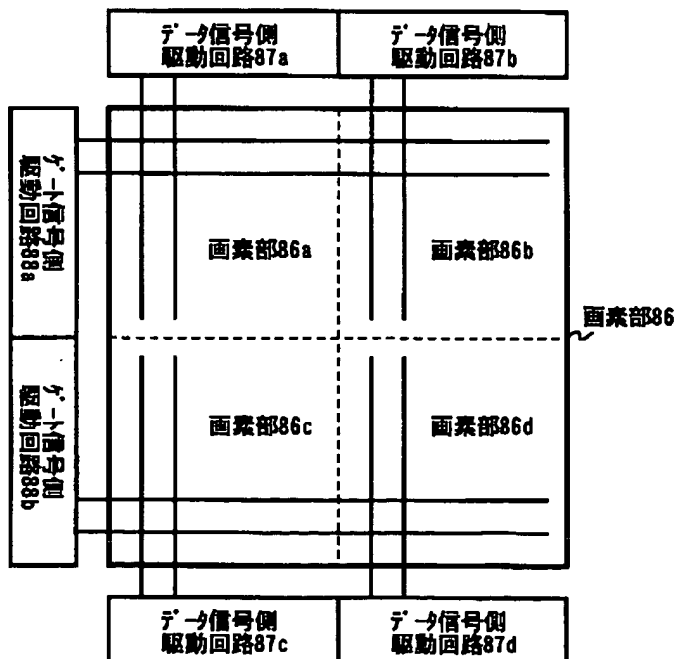 データ信号側
駆動回路87a
データ信号側
駆動回路87b
ゲート信号側
駆動回路88a
画素部86a
画素部86b
画素部86
ゲート信号側
駆動回路88b
画素部86c
画素部86d
データ信号側
駆動回路87c
データ信号側
駆動回路87d